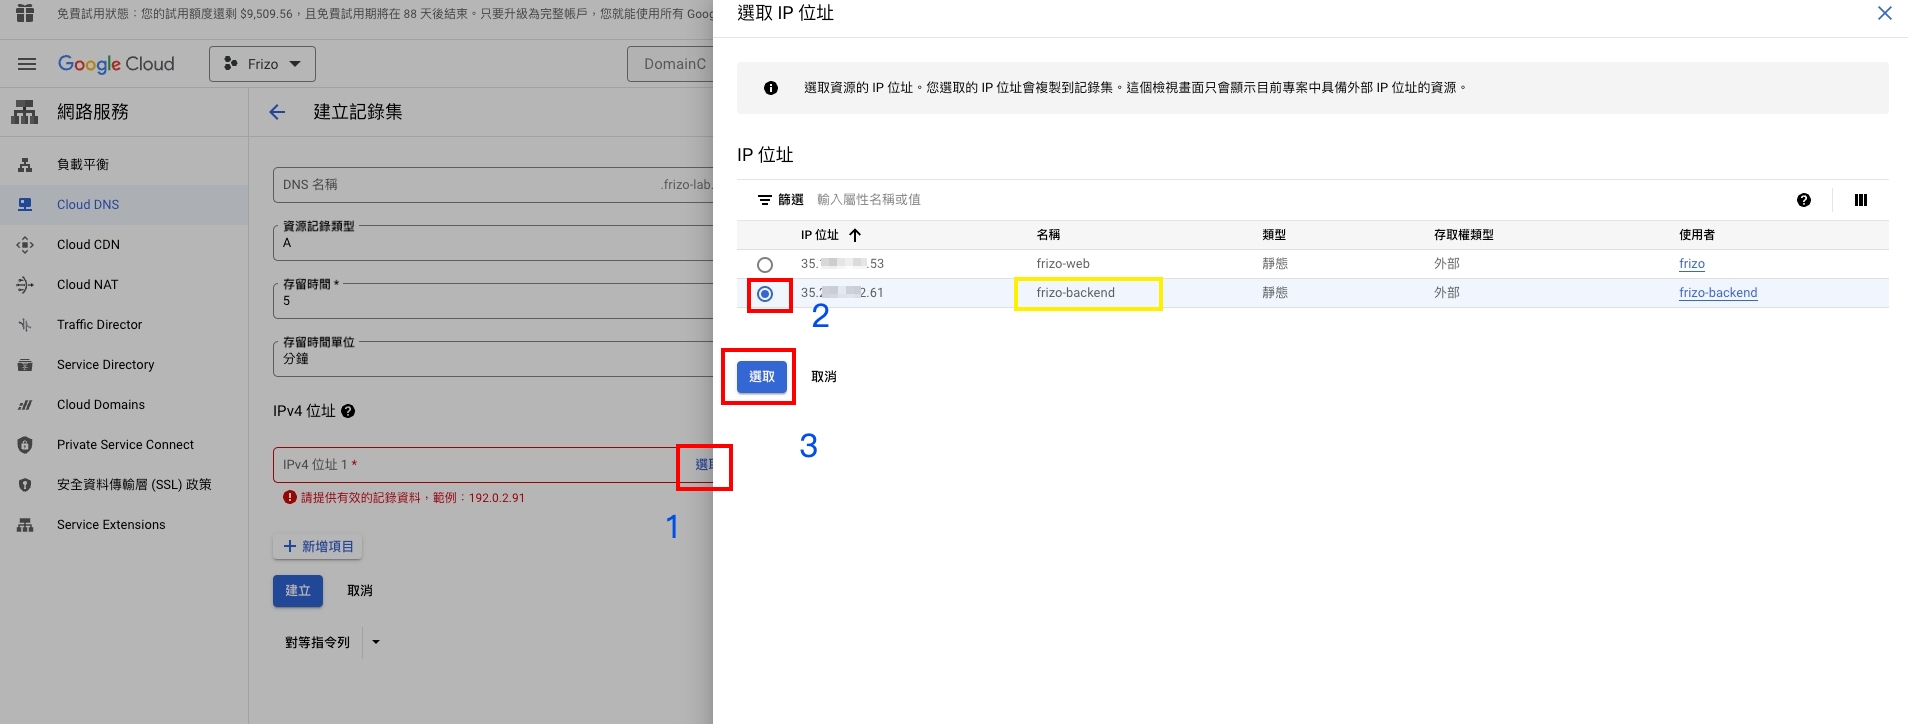 免費試用狀態：您的試用額度還剩 $9,509.56，且免費試用期將在 88 天後結束。只要升級為完整帳戶，您就能使用所有 Goog
Google Cloud
Frizo
DomainC
網路服務
負載平衡
Cloud DNS
Cloud CDN
Cloud NAT
Traffic Director
Service Directory
Cloud Domains
Private Service Connect
安全資料傳輸層 (SSL) 政策
Service Extensions
建立記錄集
DNS 名稱
.frizo-lab.
資源記錄類型
A
存留時間 *
5
存留時間單位
分鐘
IPv4 位址
IPv4 位址 1 *
選取
請提供有效的記錄資料，範例：192.0.2.91
1
新增項目
建立
取消
對等指令列
選取 IP 位址
選取資源的 IP 位址。您選取的 IP 位址會複製到記錄集。這個檢視畫面只會顯示目前專案中具備外部 IP 位址的資源。
IP 位址
篩選 輸入屬性名稱或值
IP 位址 名稱 類型 存取權類型 使用者
35. .53 frizo-web 靜態 外部 frizo
35.2 2.61 frizo-backend 靜態 外部 frizo-backend
2
選取
取消
3